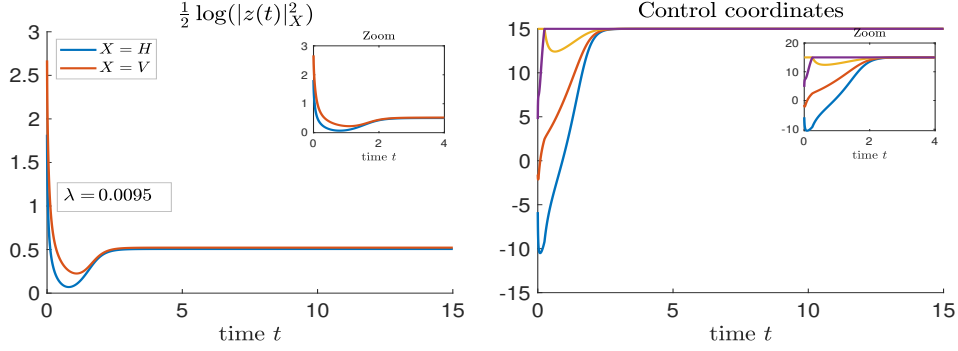 ½ log(|z(t)|²_X)
3
2.5
2
1.5
1
0.5
0
0 5 10 15
time t
X = H
X = V
λ = 0.0095
Zoom
3
2
1
0
0 2 4
time t
Control coordinates
15
10
5
0
-5
-10
-15
0 5 10 15
time t
Zoom
20
10
0
-10
0 2 4
time t